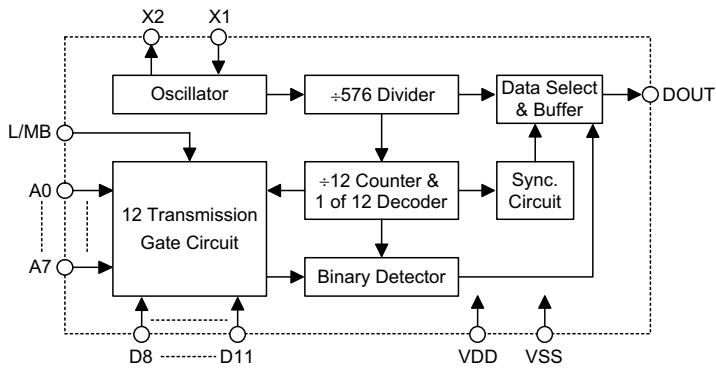 X2
X1
Oscillator
÷576 Divider
Data Select
& Buffer
DOUT
L/MB
A0
12 Transmission
Gate Circuit
÷12 Counter &
1 of 12 Decoder
Sync.
Circuit
A7
Binary Detector
D8
D11
VDD
VSS